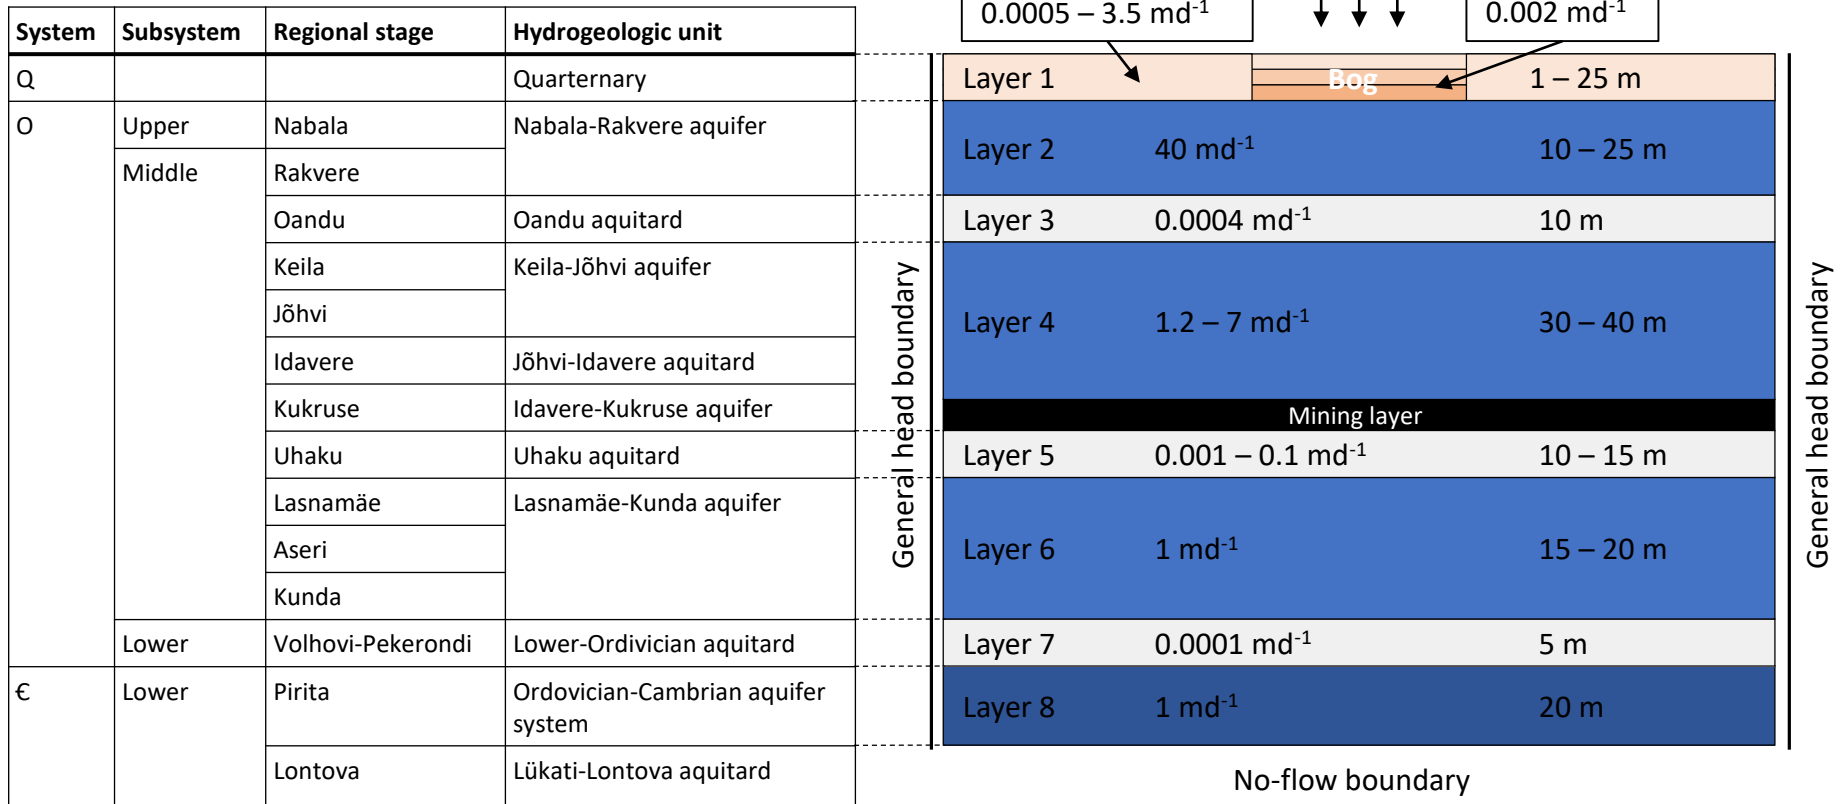 System Subsystem Regional stage Hydrogeologic unit
Q Quarternary
O Upper Nabala Nabala-Rakvere aquifer
Middle Rakvere
Oandu Oandu aquitard
Keila Keila-Jõhvi aquifer
Jõhvi
Idavere Jõhvi-Idavere aquitard
Kukruse Idavere-Kukruse aquifer
Uhaku Uhaku aquitard
Lasnamäe Lasnamäe-Kunda aquifer
Aseri
Kunda
Lower Volhovi-Pekerondi Lower-Ordivician aquitard
€ Lower Pirita Ordovician-Cambrian aquifer
system
Lontova Lükati-Lontova aquitard
General head boundary
0.0005 – 3.5 md⁻¹
0.002 md⁻¹
Layer 1 Bog 1 – 25 m
Layer 2 40 md⁻¹ 10 – 25 m
Layer 3 0.0004 md⁻¹ 10 m
Layer 4 1.2 – 7 md⁻¹ 30 – 40 m
Mining layer
Layer 5 0.001 – 0.1 md⁻¹ 10 – 15 m
Layer 6 1 md⁻¹ 15 – 20 m
Layer 7 0.0001 md⁻¹ 5 m
Layer 8 1 md⁻¹ 20 m
No-flow boundary
General head boundary